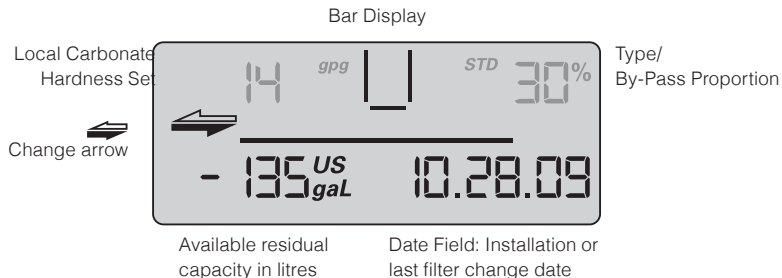 Bar Display
Local Carbonate
Hardness Set
14 gpg STD 30%
Type/
By-Pass Proportion
Change arrow
- 135 US gaL 10.28.09
Available residual
capacity in litres
Date Field: Installation or
last filter change date